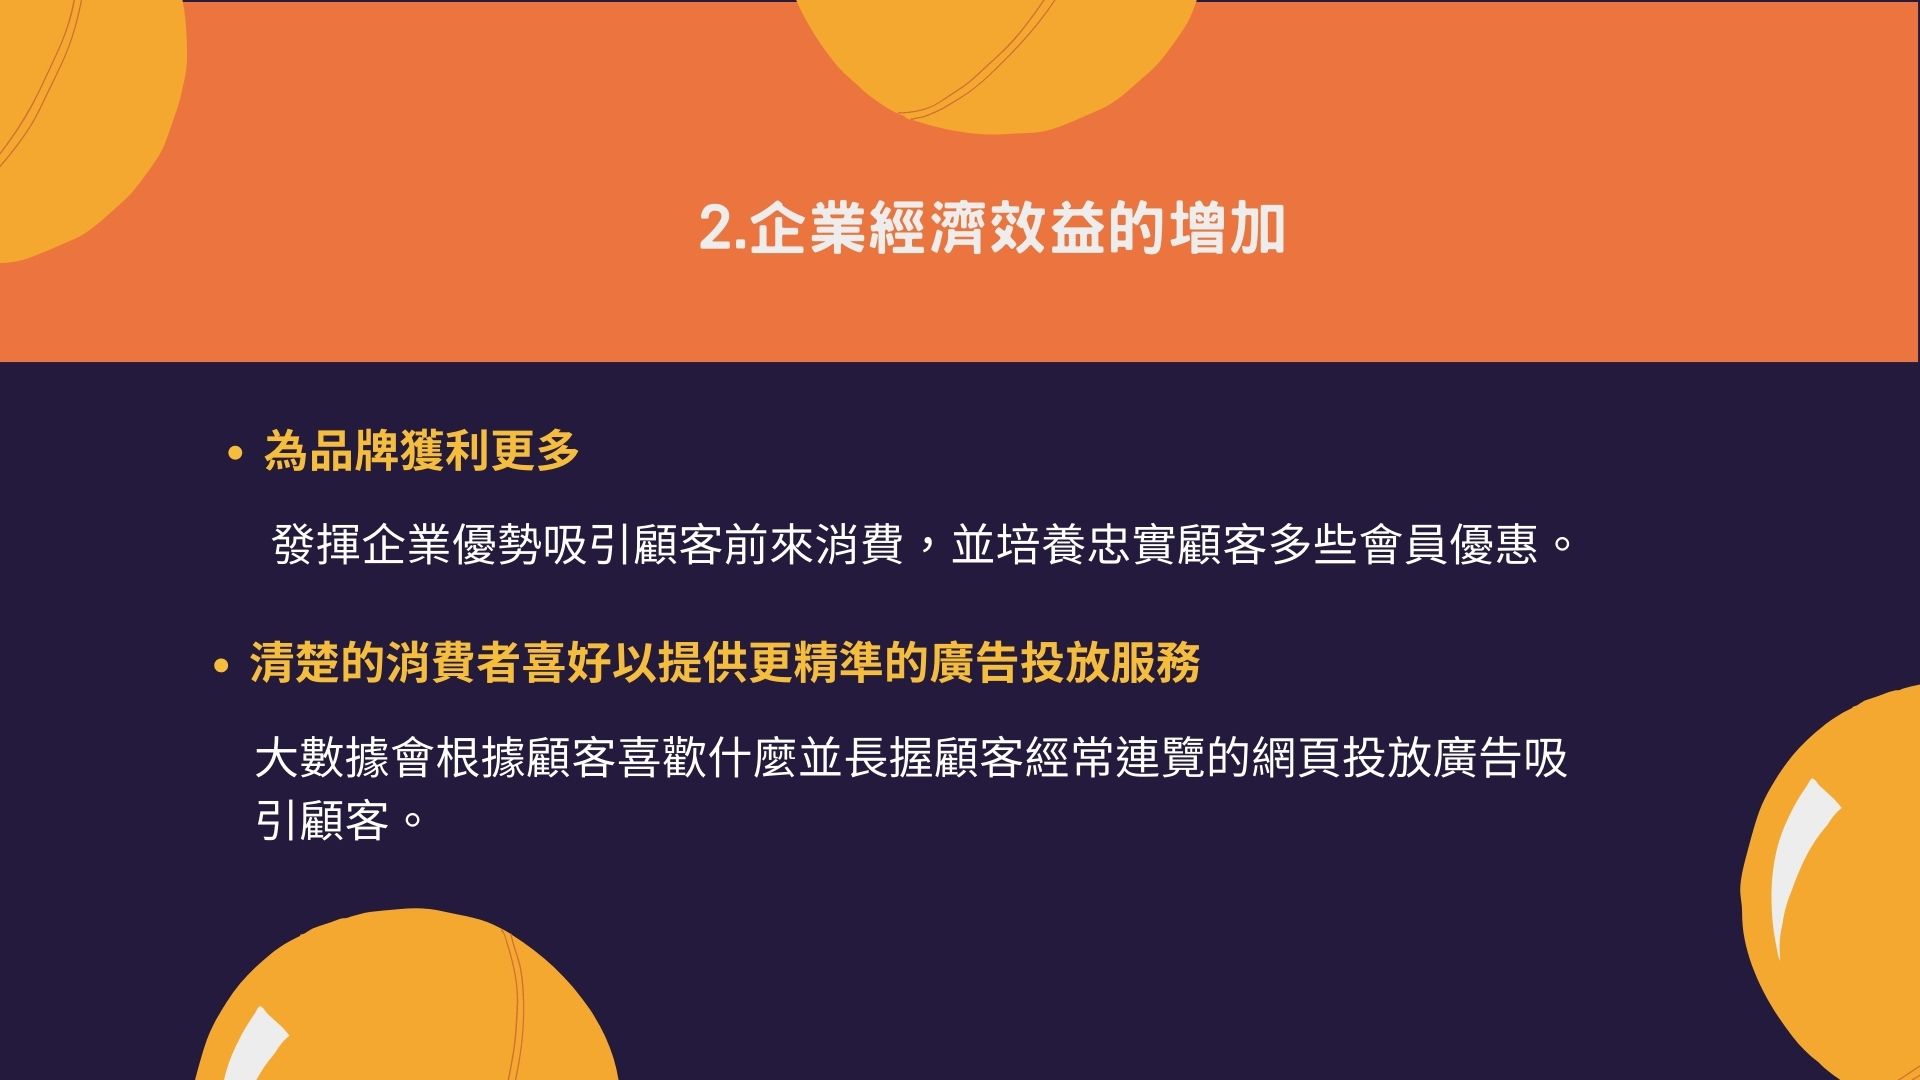 2.企業經濟效益的增加
• 為品牌獲利更多
發揮企業優勢吸引顧客前來消費，並培養忠實顧客多些會員優惠。
• 清楚的消費者喜好以提供更精準的廣告投放服務
大數據會根據顧客喜歡什麼並長握顧客經常連覽的網頁投放廣告吸
引顧客。